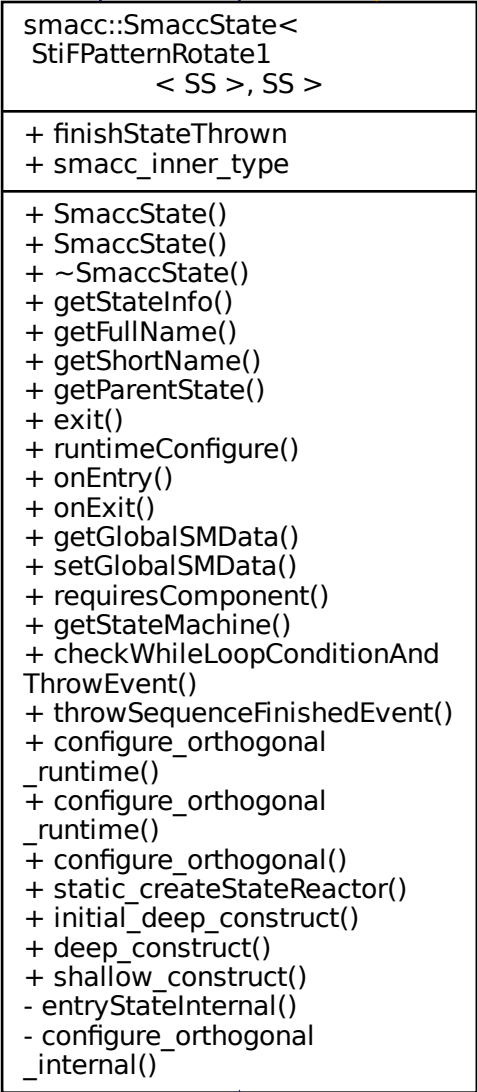 smacc::SmaccState<
StiFPatternRotate1
< SS >, SS >
+ finishStateThrown
+ smacc_inner_type
+ SmaccState()
+ SmaccState()
+ ~SmaccState()
+ getStateInfo()
+ getFullName()
+ getShortName()
+ getParentState()
+ exit()
+ runtimeConfigure()
+ onEntry()
+ onExit()
+ getGlobalSMData()
+ setGlobalSMData()
+ requiresComponent()
+ getStateMachine()
+ checkWhileLoopConditionAnd
ThrowEvent()
+ throwSequenceFinishedEvent()
+ configure_orthogonal
_runtime()
+ configure_orthogonal
_runtime()
+ configure_orthogonal()
+ static_createStateReactor()
+ initial_deep_construct()
+ deep_construct()
+ shallow_construct()
- entryStateInternal()
- configure_orthogonal
_internal()